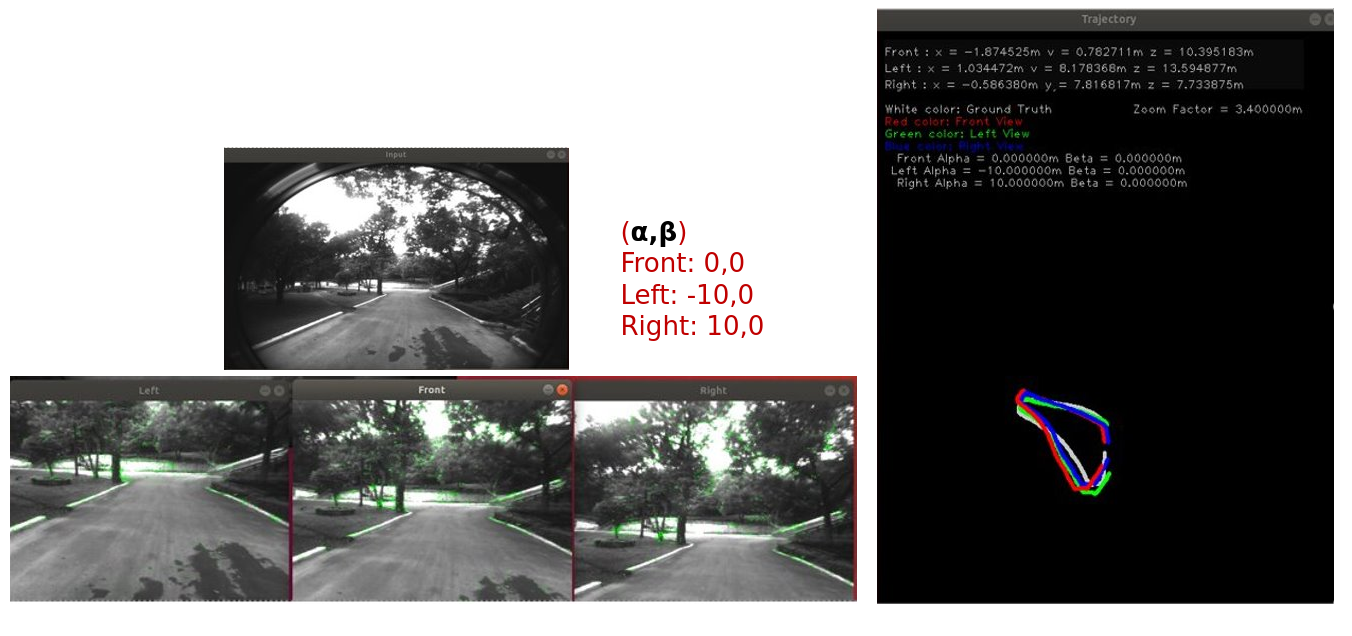 Input
(α,β)
Front: 0,0
Left: -10,0
Right: 10,0
Left
Front
Right
Trajectory
Front : x = -1.874525m v = 0.782711m z = 10.395183m
Left : x = 1.034472m v = 8.178368m z = 13.594877m
Right : x = -0.586380m y = 7.816817m z = 7.733875m
White color: Ground Truth Zoom Factor = 3.400000m
Red color: Front View
Green color: Left View
Blue color: Right View
Front Alpha = 0.000000m Beta = 0.000000m
Left Alpha = -10.000000m Beta = 0.000000m
Right Alpha = 10.000000m Beta = 0.000000m